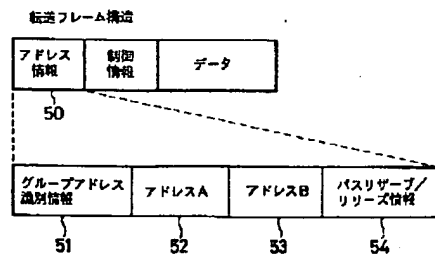 転送フレーム構造
アドレス
情報
制御
情報
データ
50
グループアドレス
識別情報
アドレスA
アドレスB
パスリザーブ/
リリーズ情報
51
52
53
54